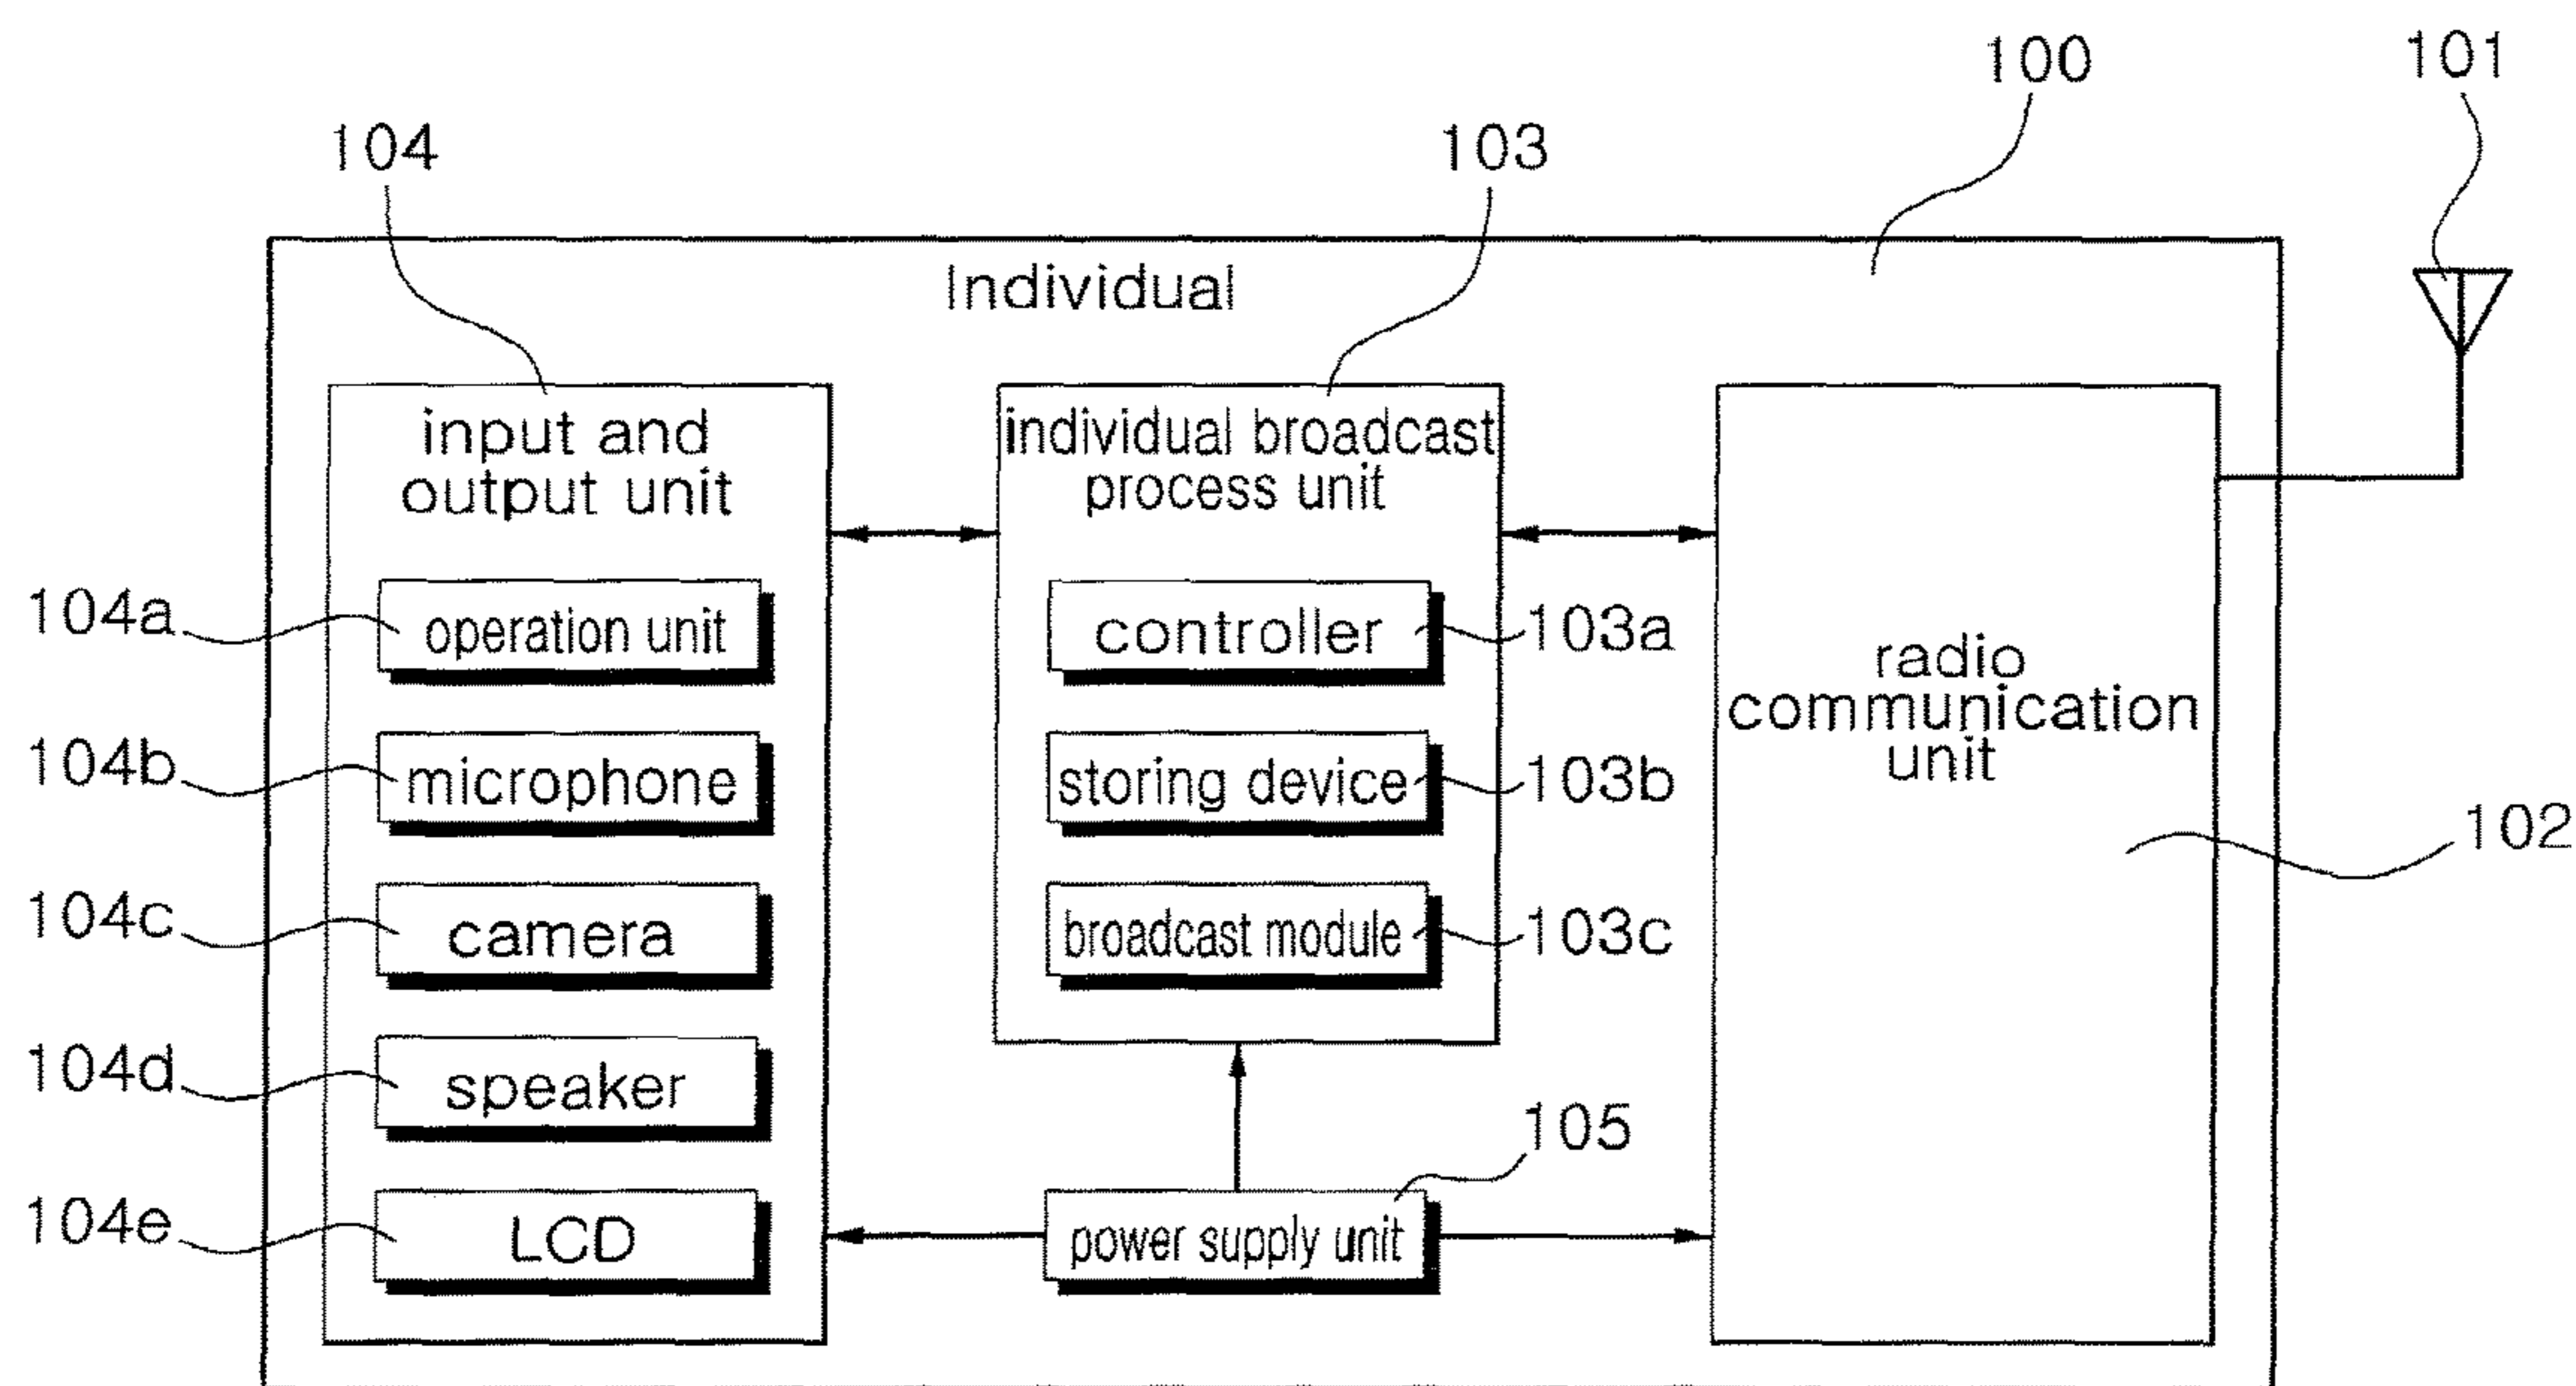 100
101
104
103
Individual
input and
output unit
individual broadcast
process unit
104a
operation unit
controller
103a
radio
communication
unit
104b
microphone
storing device
103b
102
104c
camera
broadcast module
103c
104d
speaker
105
104e
LCD
power supply unit